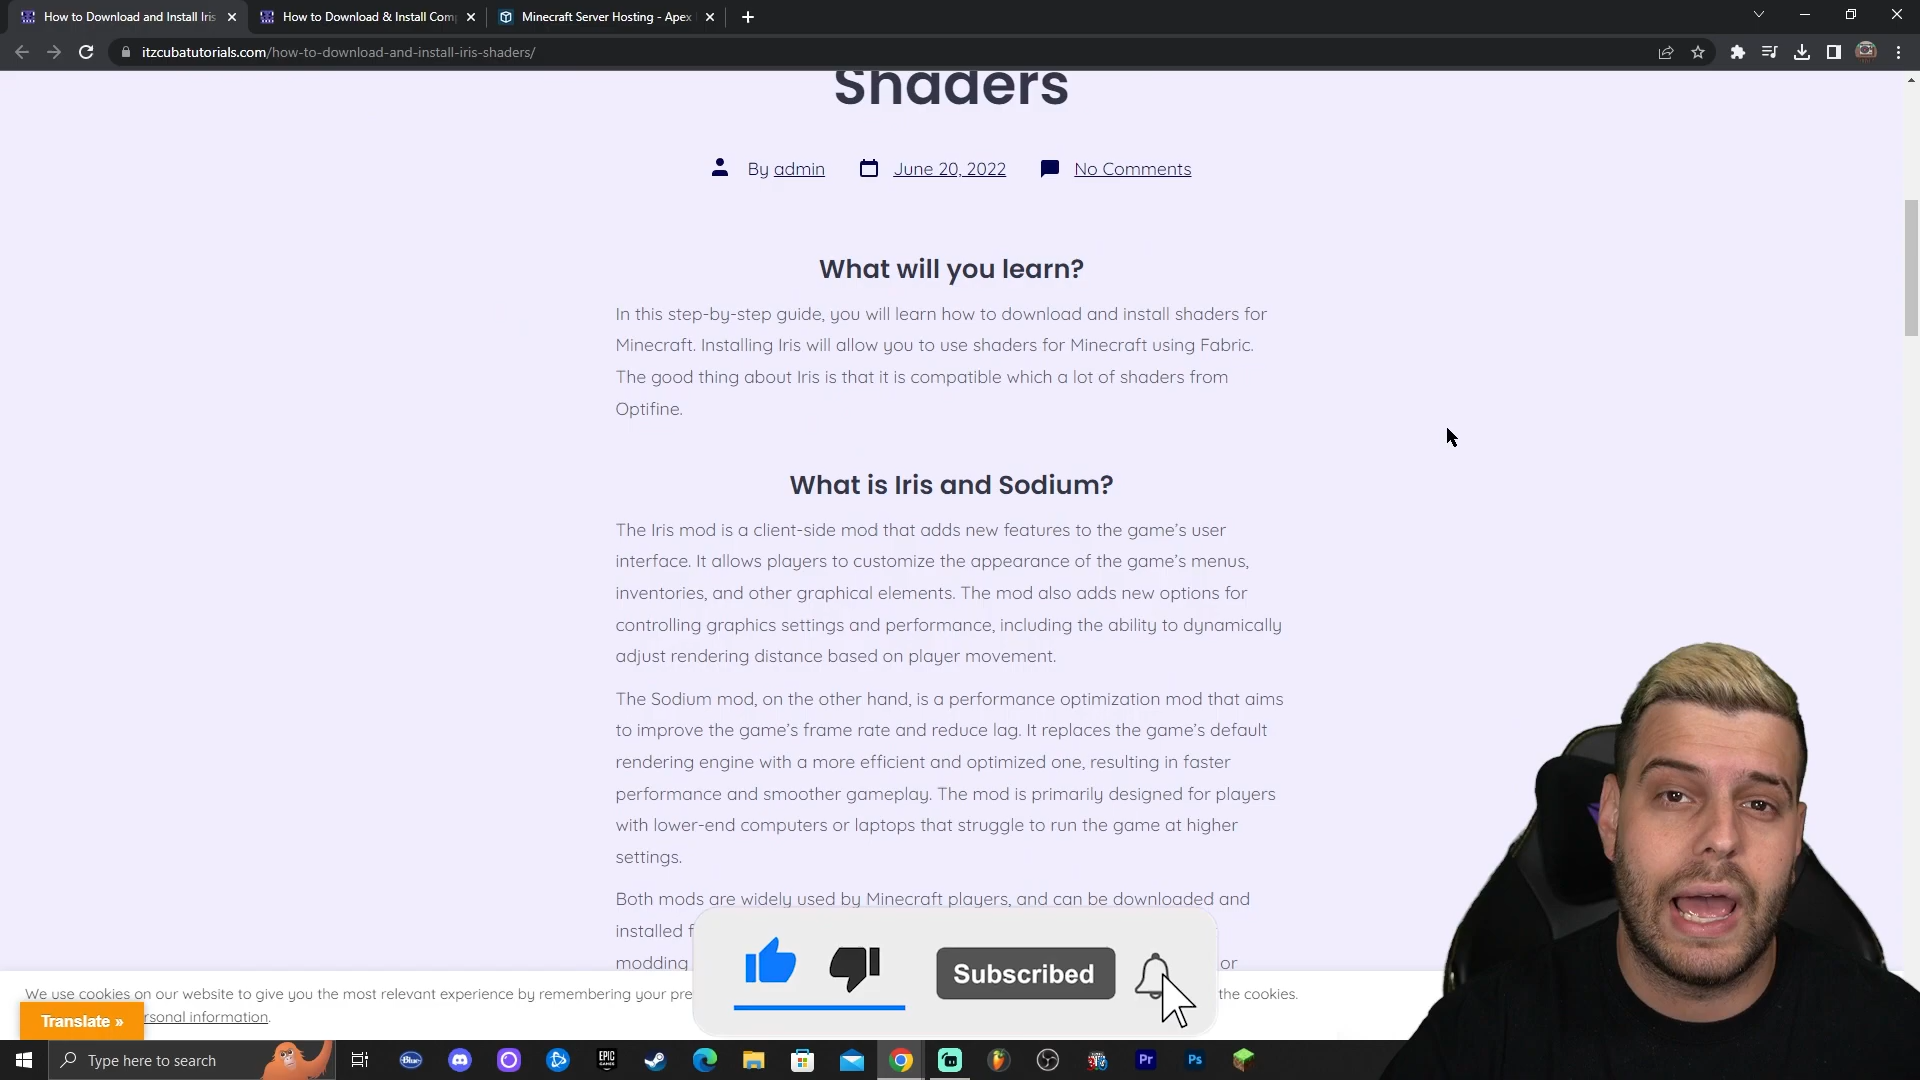 How to Download and Install Iris
How to Download & Install Com
Minecraft Server Hosting - Apex
itzcubatutorials.com/how-to-download-and-install-iris-shaders/
Shaders
By admin
June 20, 2022
No Comments
What will you learn?
In this step-by-step guide, you will learn how to download and install shaders for
Minecraft. Installing Iris will allow you to use shaders for Minecraft using Fabric.
The good thing about Iris is that it is compatible which a lot of shaders from
Optifine.
What is Iris and Sodium?
The Iris mod is a client-side mod that adds new features to the game's user
interface. It allows players to customize the appearance of the game's menus,
inventories, and other graphical elements. The mod also adds new options for
controlling graphics settings and performance, including the ability to dynamically
adjust rendering distance based on player movement.
The Sodium mod, on the other hand, is a performance optimization mod that aims
to improve the game's frame rate and reduce lag. It replaces the game's default
rendering engine with a more efficient and optimized one, resulting in faster
performance and smoother gameplay. The mod is primarily designed for players
with lower-end computers or laptops that struggle to run the game at higher
settings.
Both mods are widely used by Minecraft players, and can be downloaded and
installed
modding or
Subscribed
We use cookies on our website to give you the most relevant experience by remembering your the cookies.
Translate »
rsonal information.
Type here to search
Blue
EPIC GAMES
Pr
Ps